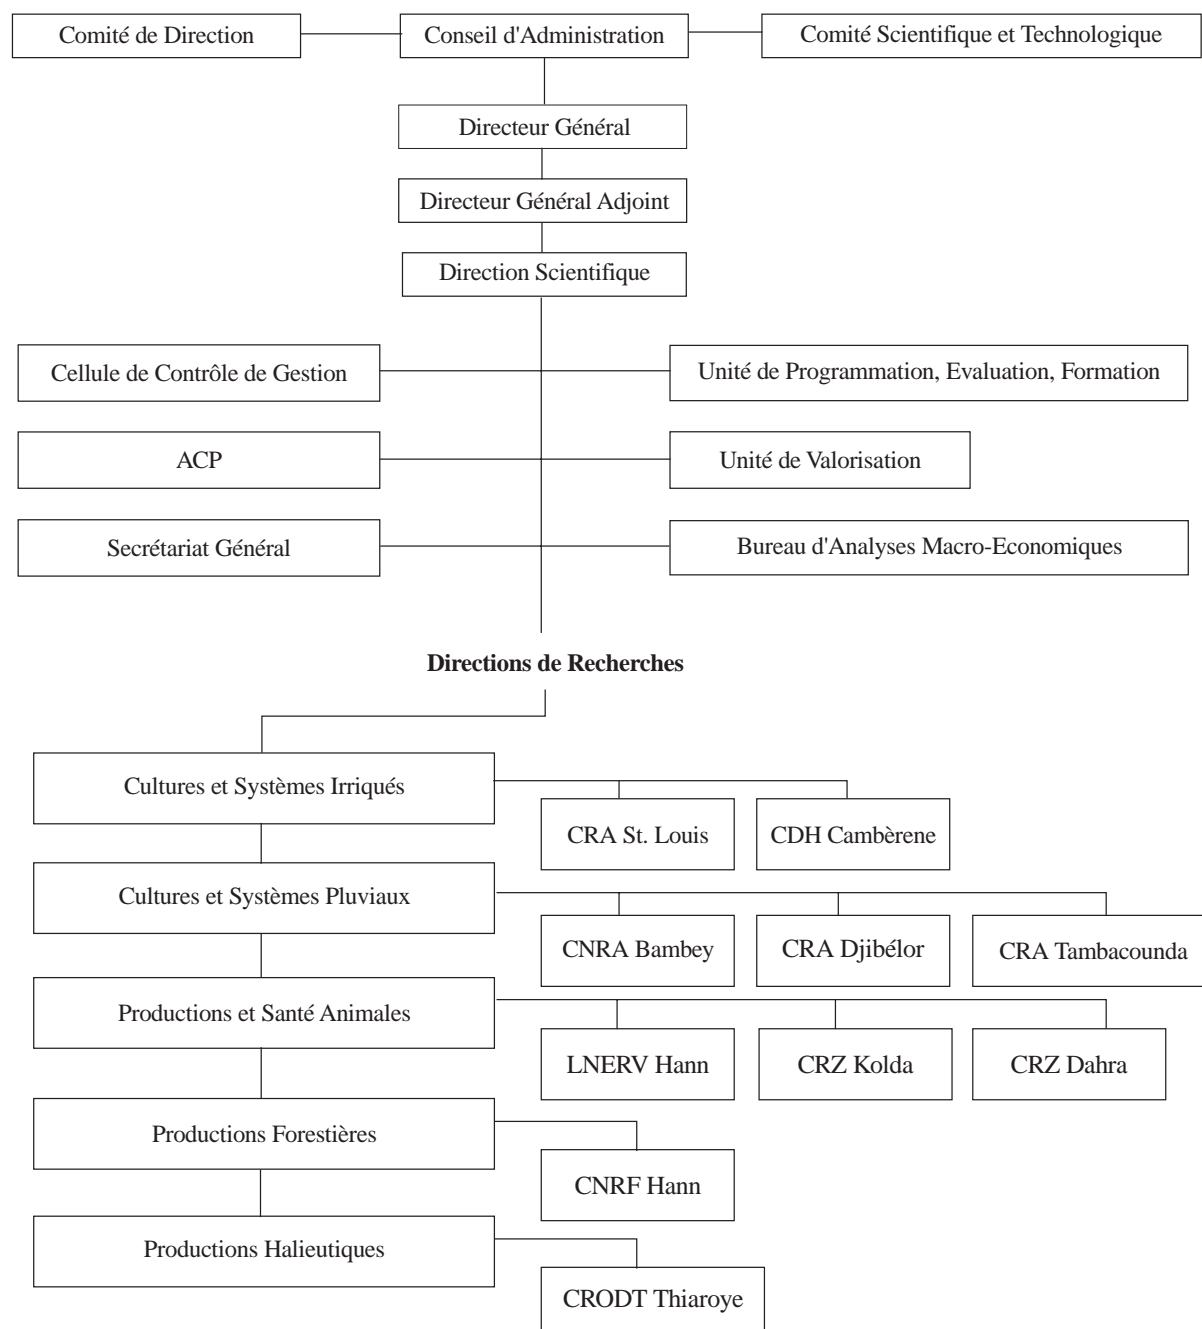 Comité de Direction
Conseil d'Administration
Comité Scientifique et Technologique
Directeur Général
Directeur Général Adjoint
Direction Scientifique
Cellule de Contrôle de Gestion
Unité de Programmation, Evaluation, Formation
ACP
Unité de Valorisation
Secrétariat Général
Bureau d'Analyses Macro-Economiques
Directions de Recherches
Cultures et Systèmes Irriqués
CRA St. Louis
CDH Cambèrene
Cultures et Systèmes Pluviaux
CNRA Bambey
CRA Djibélor
CRA Tambacounda
Productions et Santé Animales
LNERV Hann
CRZ Kolda
CRZ Dahra
Productions Forestières
CNRF Hann
Productions Halieutiques
CRODT Thiaroye